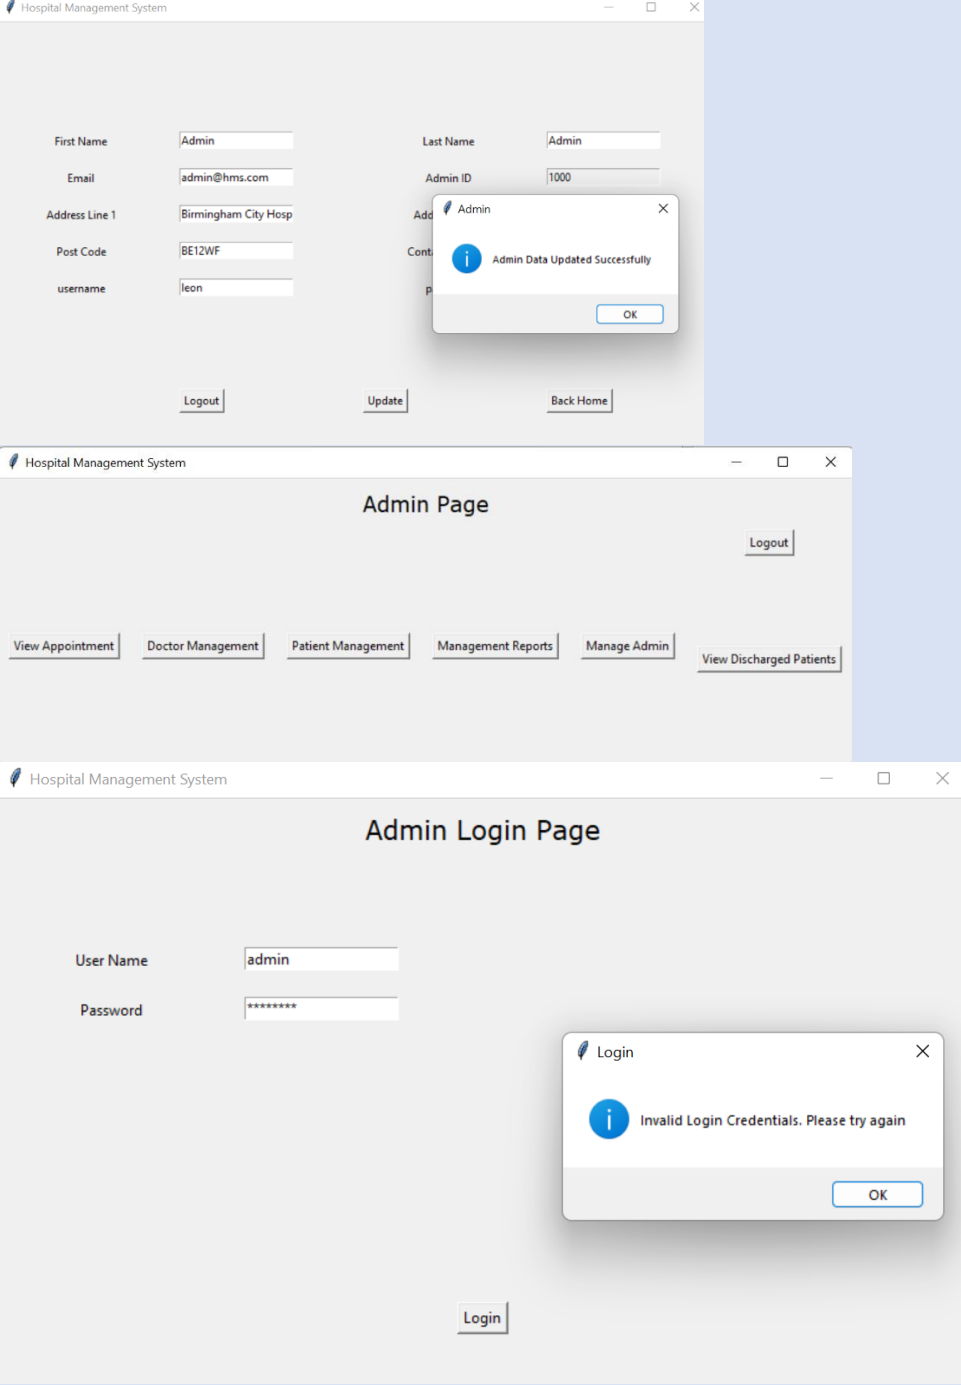 Hospital Management System
First Name Admin Last Name Admin
Email admin@hms.com Admin ID 1000
Admin
Address Line 1 Birmingham City Hosp Add
Post Code BE12WF Cont
Admin Data Updated Successfully
username leon p
OK
Logout Update Back Home
Hospital Management System
Admin Page
Logout
View Appointment Doctor Management Patient Management Management Reports Manage Admin
View Discharged Patients
Hospital Management System
Admin Login Page
User Name admin
Password ********
Login
Invalid Login Credentials. Please try again
OK
Login